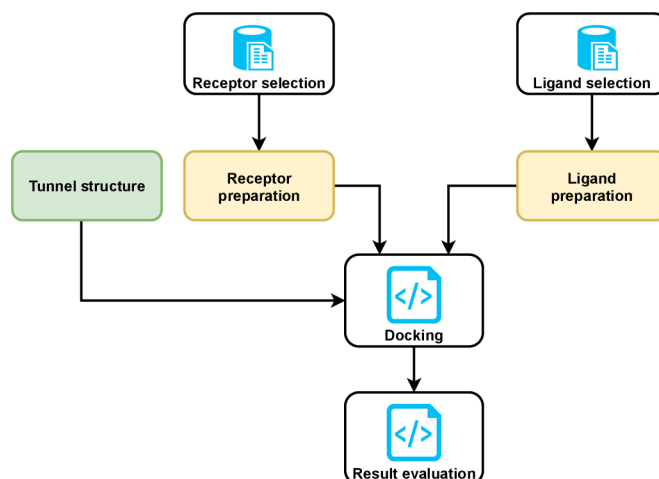 Receptor selection
Ligand selection
Tunnel structure
Receptor
preparation
Ligand
preparation
</>
Docking
</>
Result evaluation